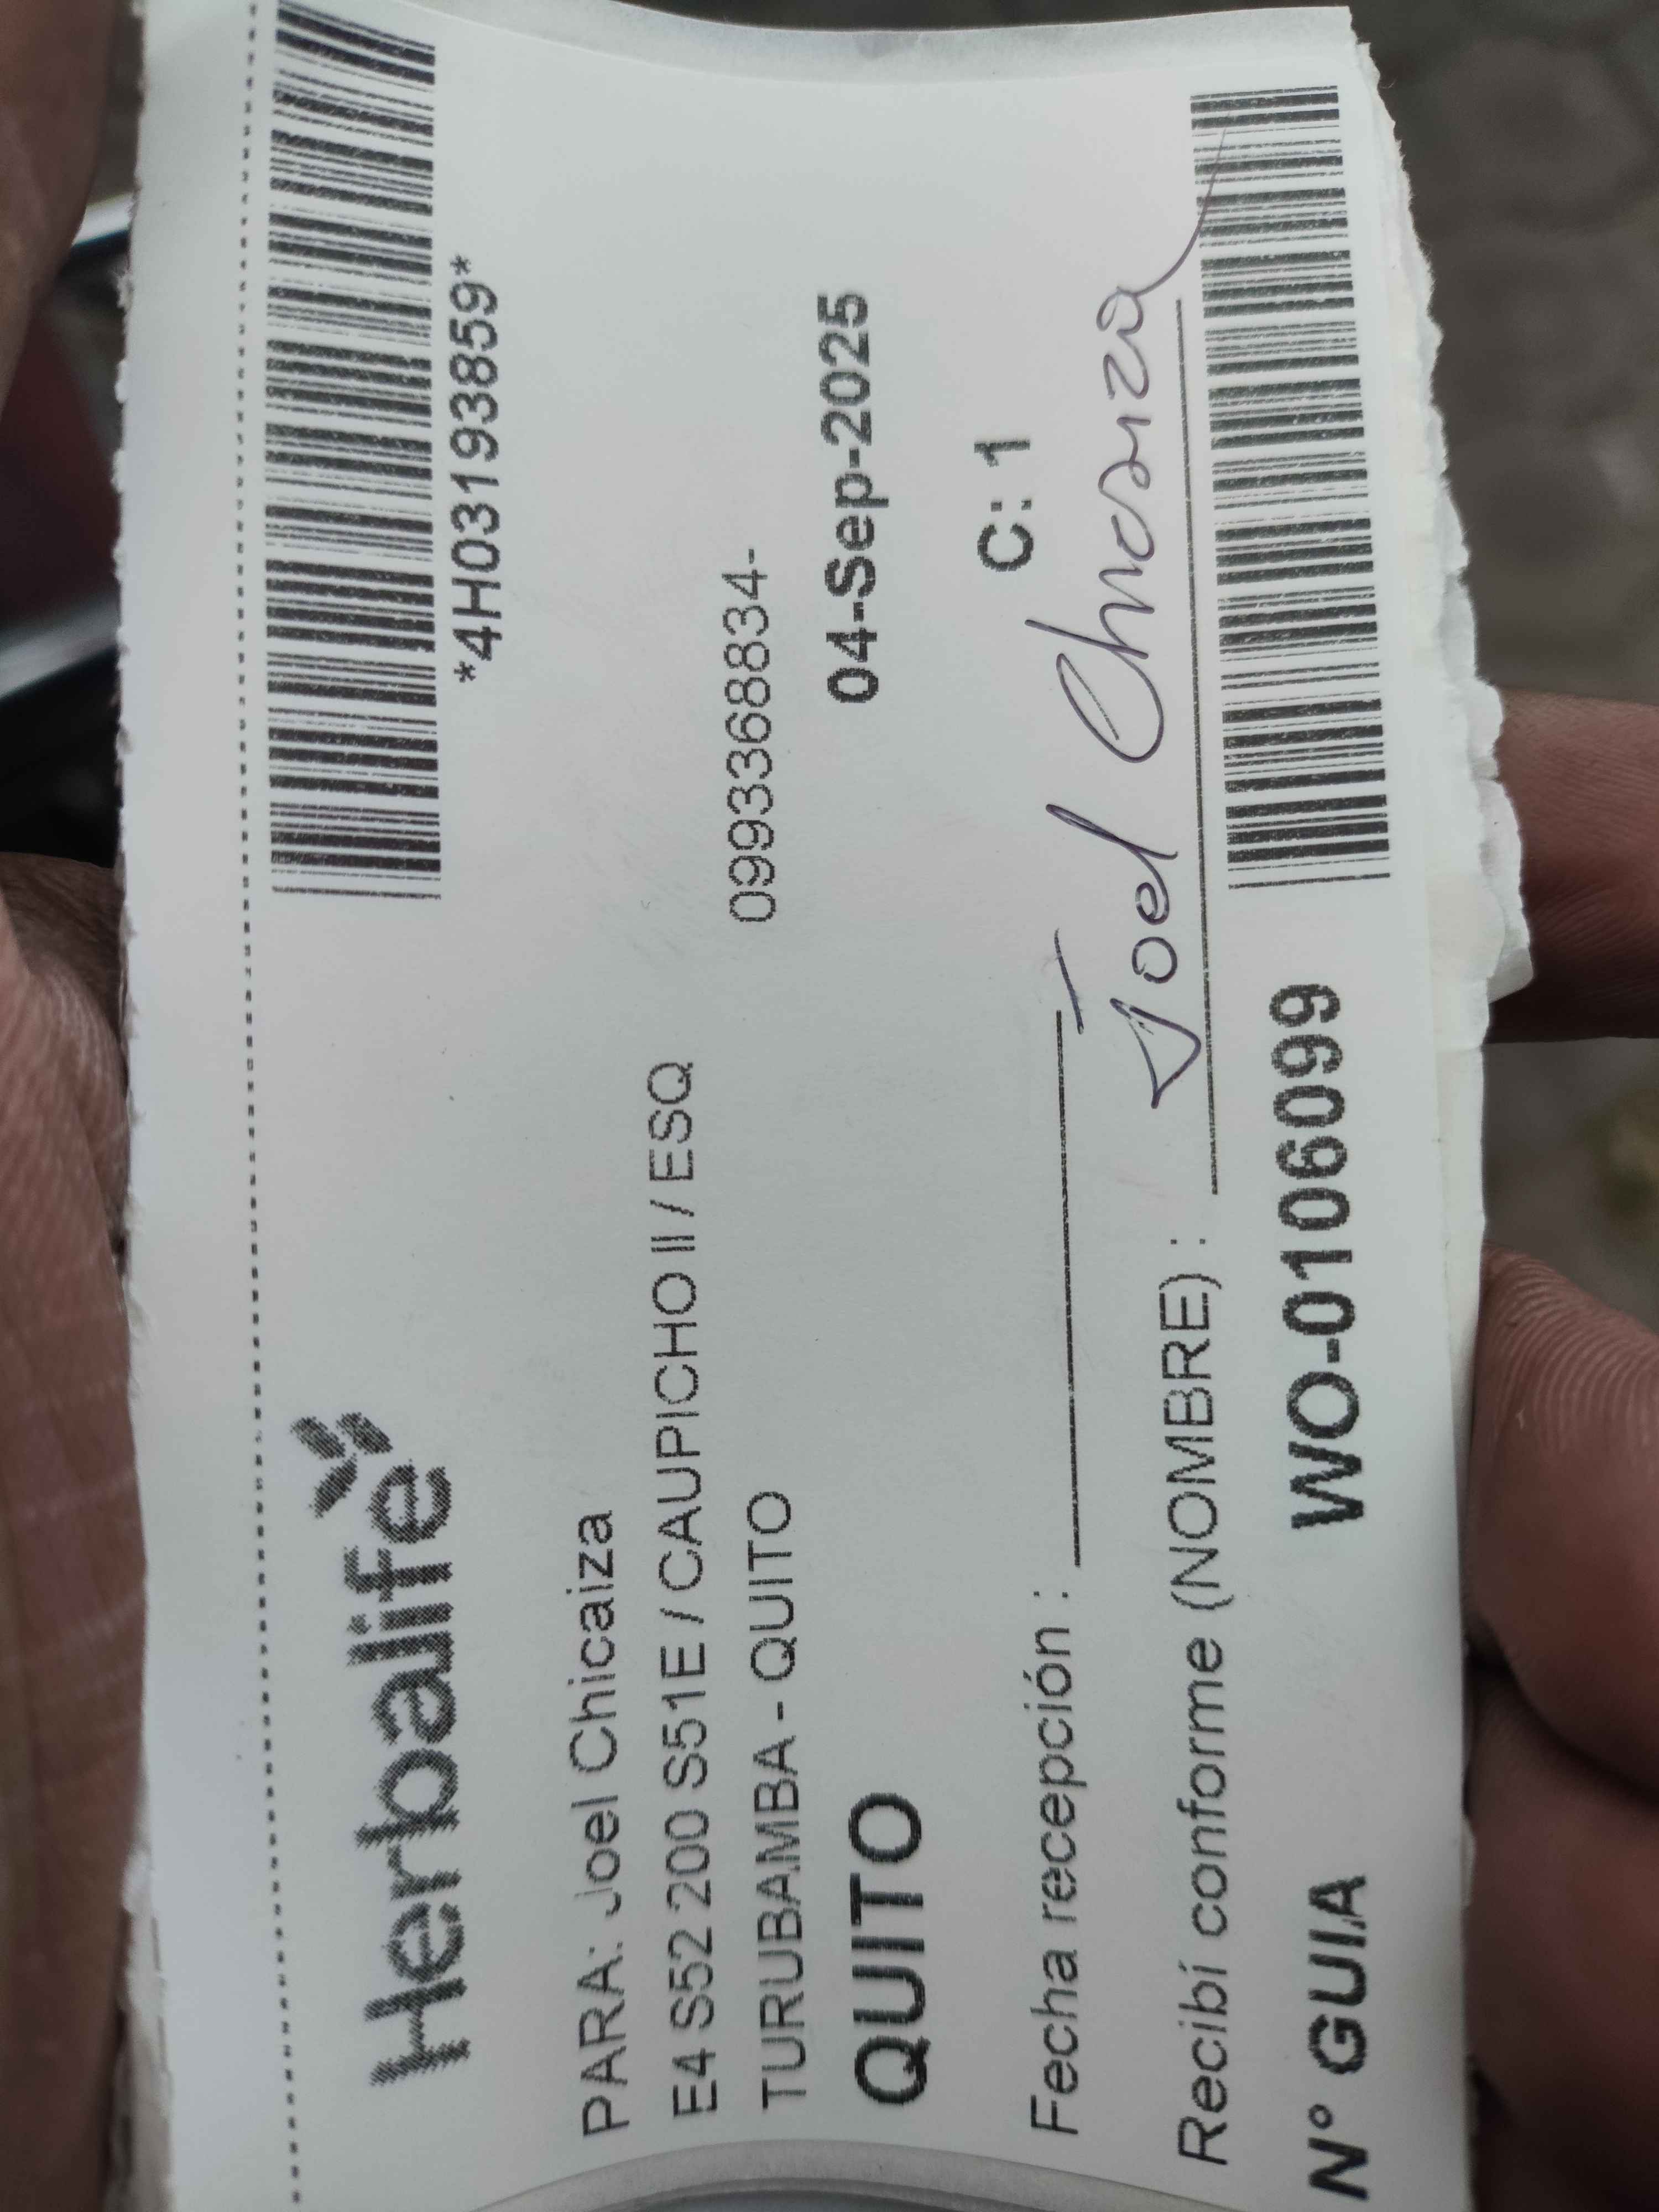 Herbalife
*4H03193859*
PARA: Joel Chicaiza
E4 S52 200 S51E / CAUPICHO II / ESQ
TURUBAMBA - QUITO 0993368834-
QUITO 04-Sep-2025
Fecha recepción : C: 1
Recibí conforme (NOMBRE) : Joel Chicaiza
N° GUIA WO-0106099